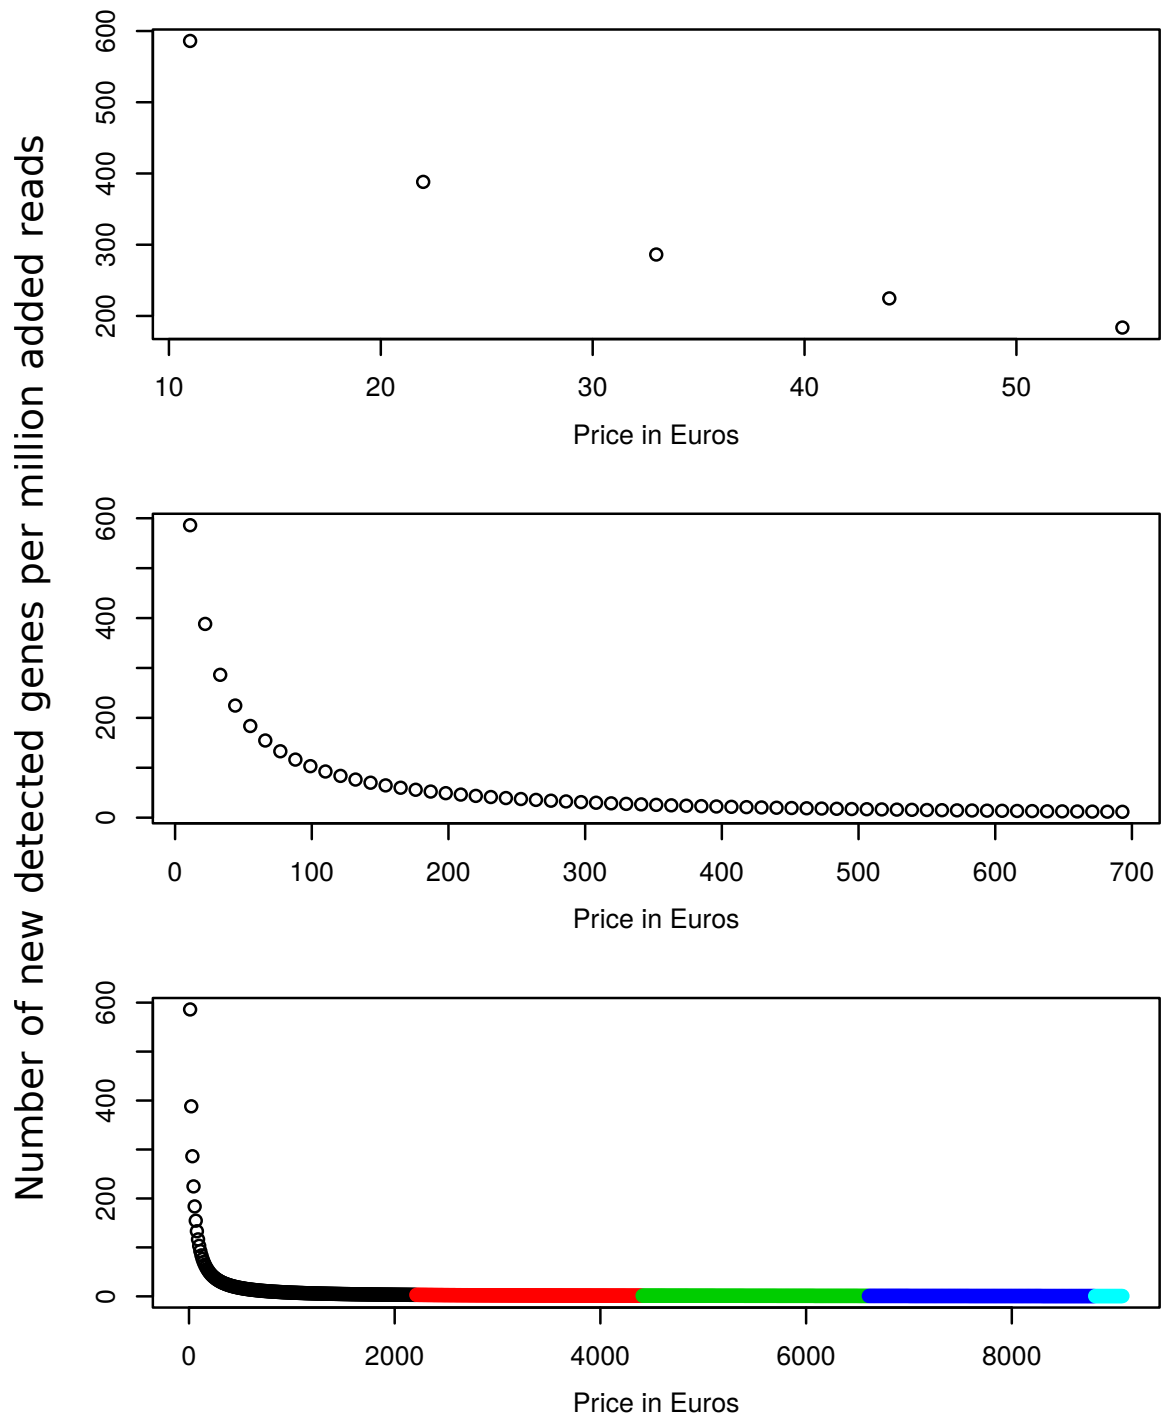 Number of new detected genes per million added reads
600
500
400
300
200
10 20 30 40 50
Price in Euros
600
400
200
0
0 100 200 300 400 500 600 700
Price in Euros
600
400
200
0
0 2000 4000 6000 8000
Price in Euros